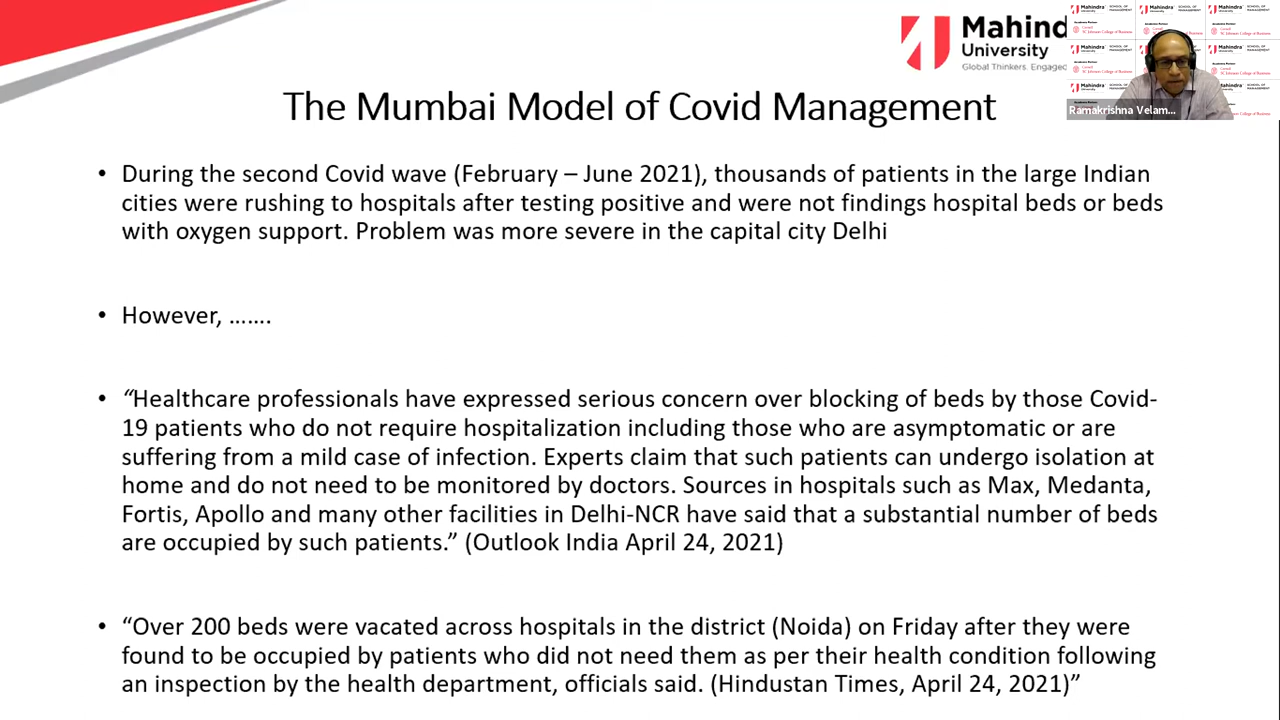 Mahind
University
Global Thinkers. Engaged
Ramakrishna Velam...
The Mumbai Model of Covid Management
• During the second Covid wave (February – June 2021), thousands of patients in the large Indian
cities were rushing to hospitals after testing positive and were not findings hospital beds or beds
with oxygen support. Problem was more severe in the capital city Delhi
• However, …….
• “Healthcare professionals have expressed serious concern over blocking of beds by those Covid-
19 patients who do not require hospitalization including those who are asymptomatic or are
suffering from a mild case of infection. Experts claim that such patients can undergo isolation at
home and do not need to be monitored by doctors. Sources in hospitals such as Max, Medanta,
Fortis, Apollo and many other facilities in Delhi-NCR have said that a substantial number of beds
are occupied by such patients.” (Outlook India April 24, 2021)
• “Over 200 beds were vacated across hospitals in the district (Noida) on Friday after they were
found to be occupied by patients who did not need them as per their health condition following
an inspection by the health department, officials said. (Hindustan Times, April 24, 2021)”